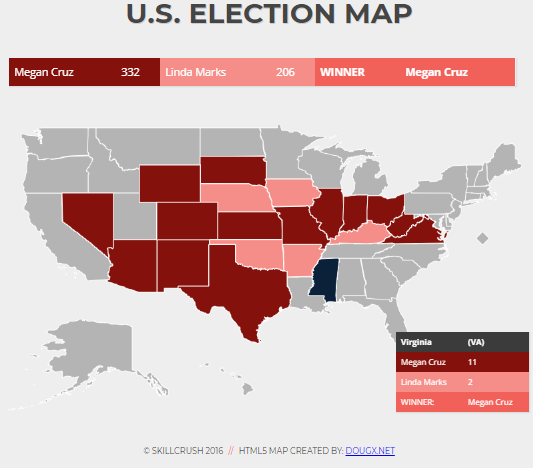 U.S. ELECTION MAP
Megan Cruz 332 Linda Marks 206 WINNER Megan Cruz
Virginia (VA)
Megan Cruz 11
Linda Marks 2
WINNER: Megan Cruz
© SKILLCRUSH 2016 // HTML5 MAP CREATED BY: DOUGX.NET